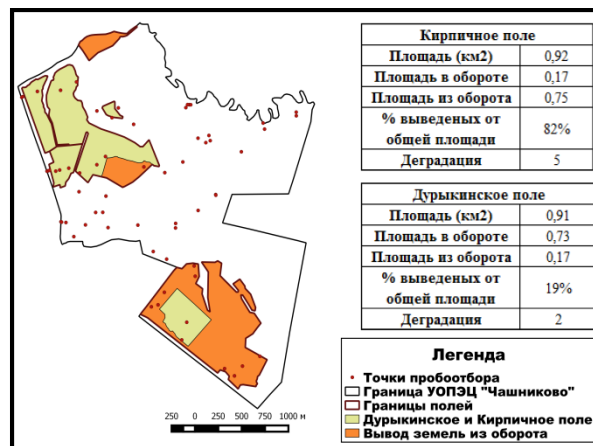 Кирпичное поле
Площадь (км2) 0,92
Площадь в обороте 0,17
Площадь из оборота 0,75
% выведеных от
общей площади 82%
Деградация 5
Дурыкинское поле
Площадь (км2) 0,91
Площадь в обороте 0,73
Площадь из оборота 0,17
% выведеных от
общей площади 19%
Деградация 2
Легенда
Точки пробоотбора
Граница УОПЭЦ "Чашниково"
Границы полей
Дурыкинское и Кирпичное поле
Вывод земель из оборота
250 0 250 500 750 1000 м